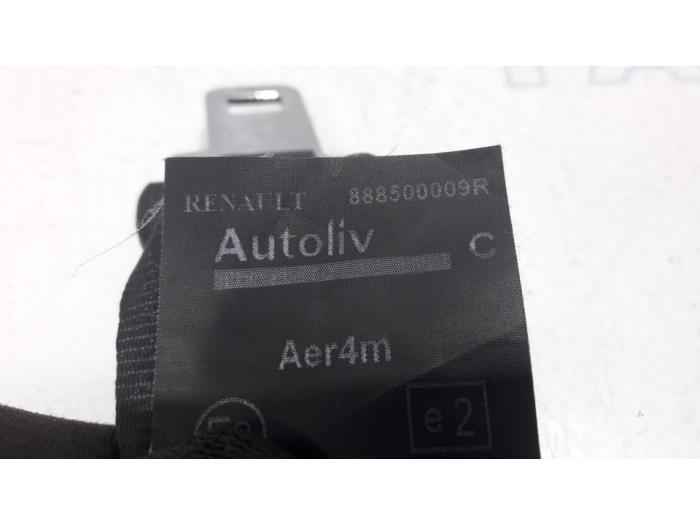 RENAULT 888500009R
Autoliv C
Aer4m
e2